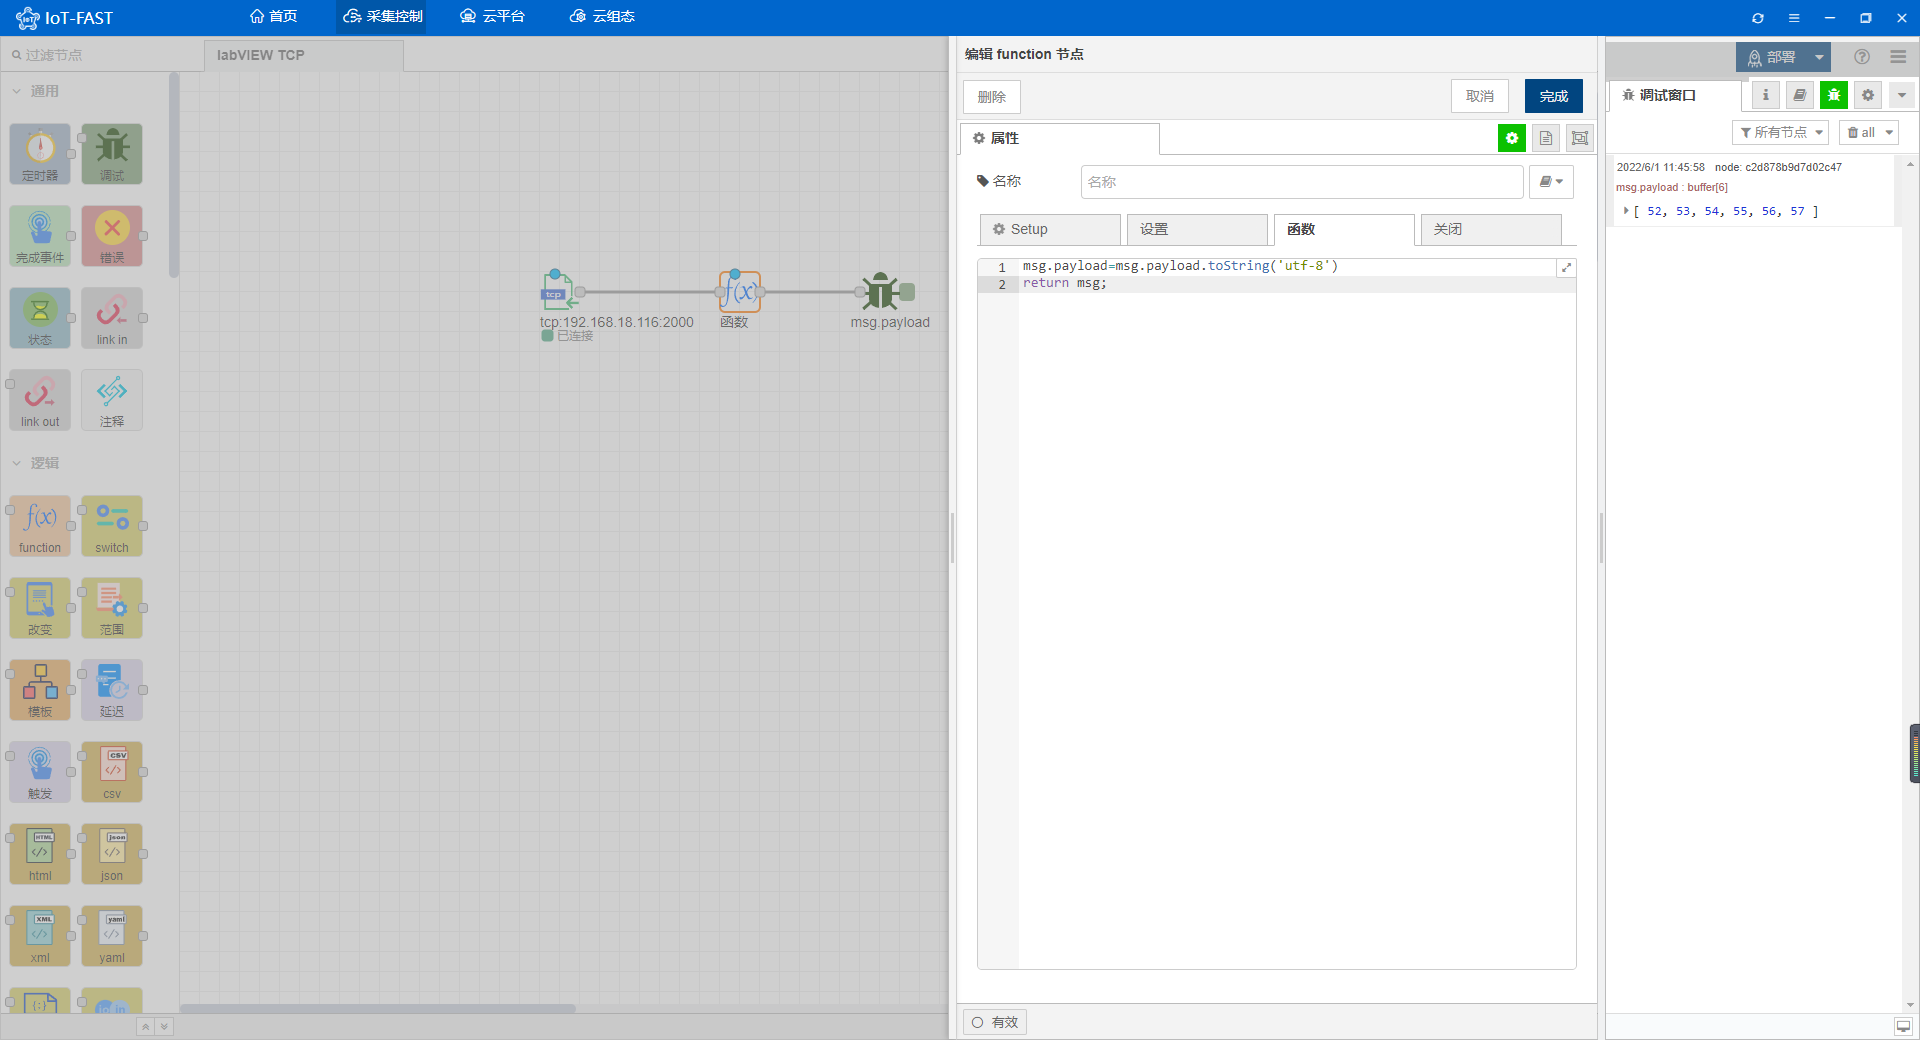 IoT-FAST
首页
采集控制
云平台
云组态
过滤节点
labVIEW TCP
通用
定时器
调试
完成事件
错误
状态
link in
link out
注释
逻辑
function
switch
改变
范围
模板
延迟
触发
csv
html
json
xml
yaml
tcp
tcp:192.168.18.116:2000
已连接
f(x)
函数
msg.payload
编辑 function 节点
删除
取消
完成
属性
名称
名称
Setup
设置
函数
关闭
1 msg.payload=msg.payload.toString('utf-8')
2 return msg;
有效
部署
调试窗口
所有节点
all
2022/6/1 11:45:58 node: c2d878b9d7d02c47
msg.payload : buffer[6]
[ 52, 53, 54, 55, 56, 57 ]